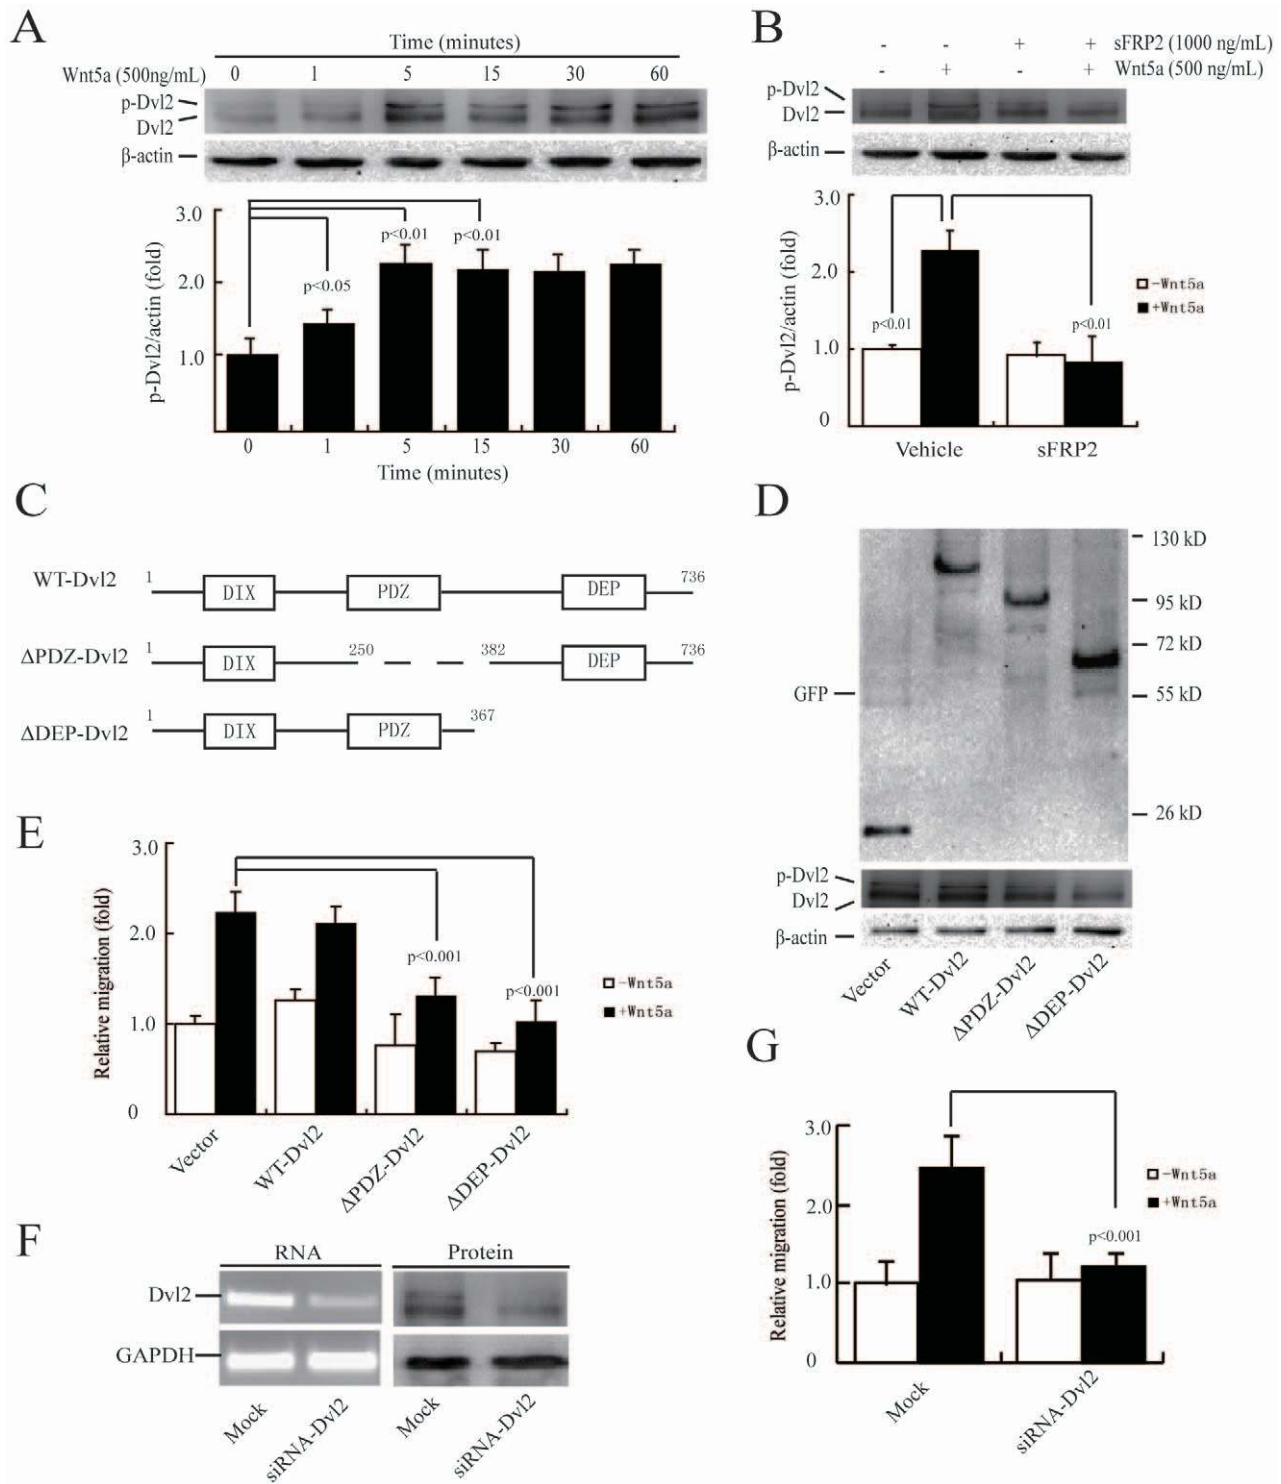 A
Time (minutes)
Wnt5a (500ng/mL) 0 1 5 15 30 60
p-Dvl2
Dvl2
β-actin
3.0
2.0
1.0
p-Dvl2/actin (fold)
p<0.05
p<0.01
p<0.01
0 1 5 15 30 60
Time (minutes)
B
- - + + sFRP2 (1000 ng/mL)
- + - + Wnt5a (500 ng/mL)
p-Dvl2
Dvl2
β-actin
3.0
2.0
1.0
0
p-Dvl2/actin (fold)
p<0.01
p<0.01
-Wnt5a
+Wnt5a
Vehicle sFRP2
C
WT-Dvl2 1 DIX PDZ DEP 736
ΔPDZ-Dvl2 1 DIX 250 382 DEP 736
ΔDEP-Dvl2 1 DIX PDZ 367
D
130 kD
95 kD
72 kD
55 kD
26 kD
GFP
p-Dvl2
Dvl2
β-actin
Vector WT-Dvl2 ΔPDZ-Dvl2 ΔDEP-Dvl2
E
3.0
2.0
1.0
0
Relative migration (fold)
p<0.001
p<0.001
-Wnt5a
+Wnt5a
Vector WT-Dvl2 ΔPDZ-Dvl2 ΔDEP-Dvl2
F
RNA Protein
Dvl2
GAPDH
Mock siRNA-Dvl2 Mock siRNA-Dvl2
G
3.0
2.0
1.0
0
Relative migration (fold)
p<0.001
-Wnt5a
+Wnt5a
Mock siRNA-Dvl2